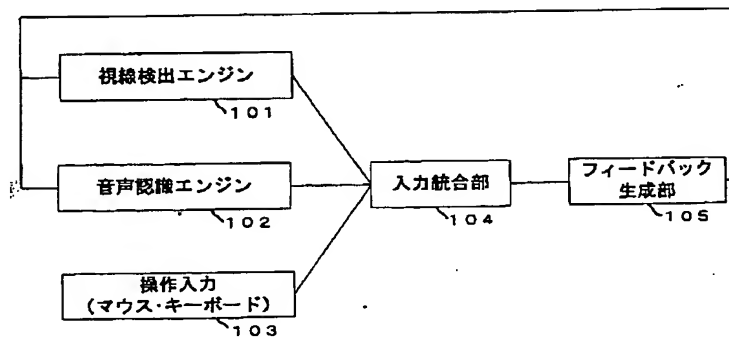 視線検出エンジン
101
音声認識エンジン
102
操作入力
(マウス・キーボード)
103
入力統合部
104
フィードバック
生成部
105